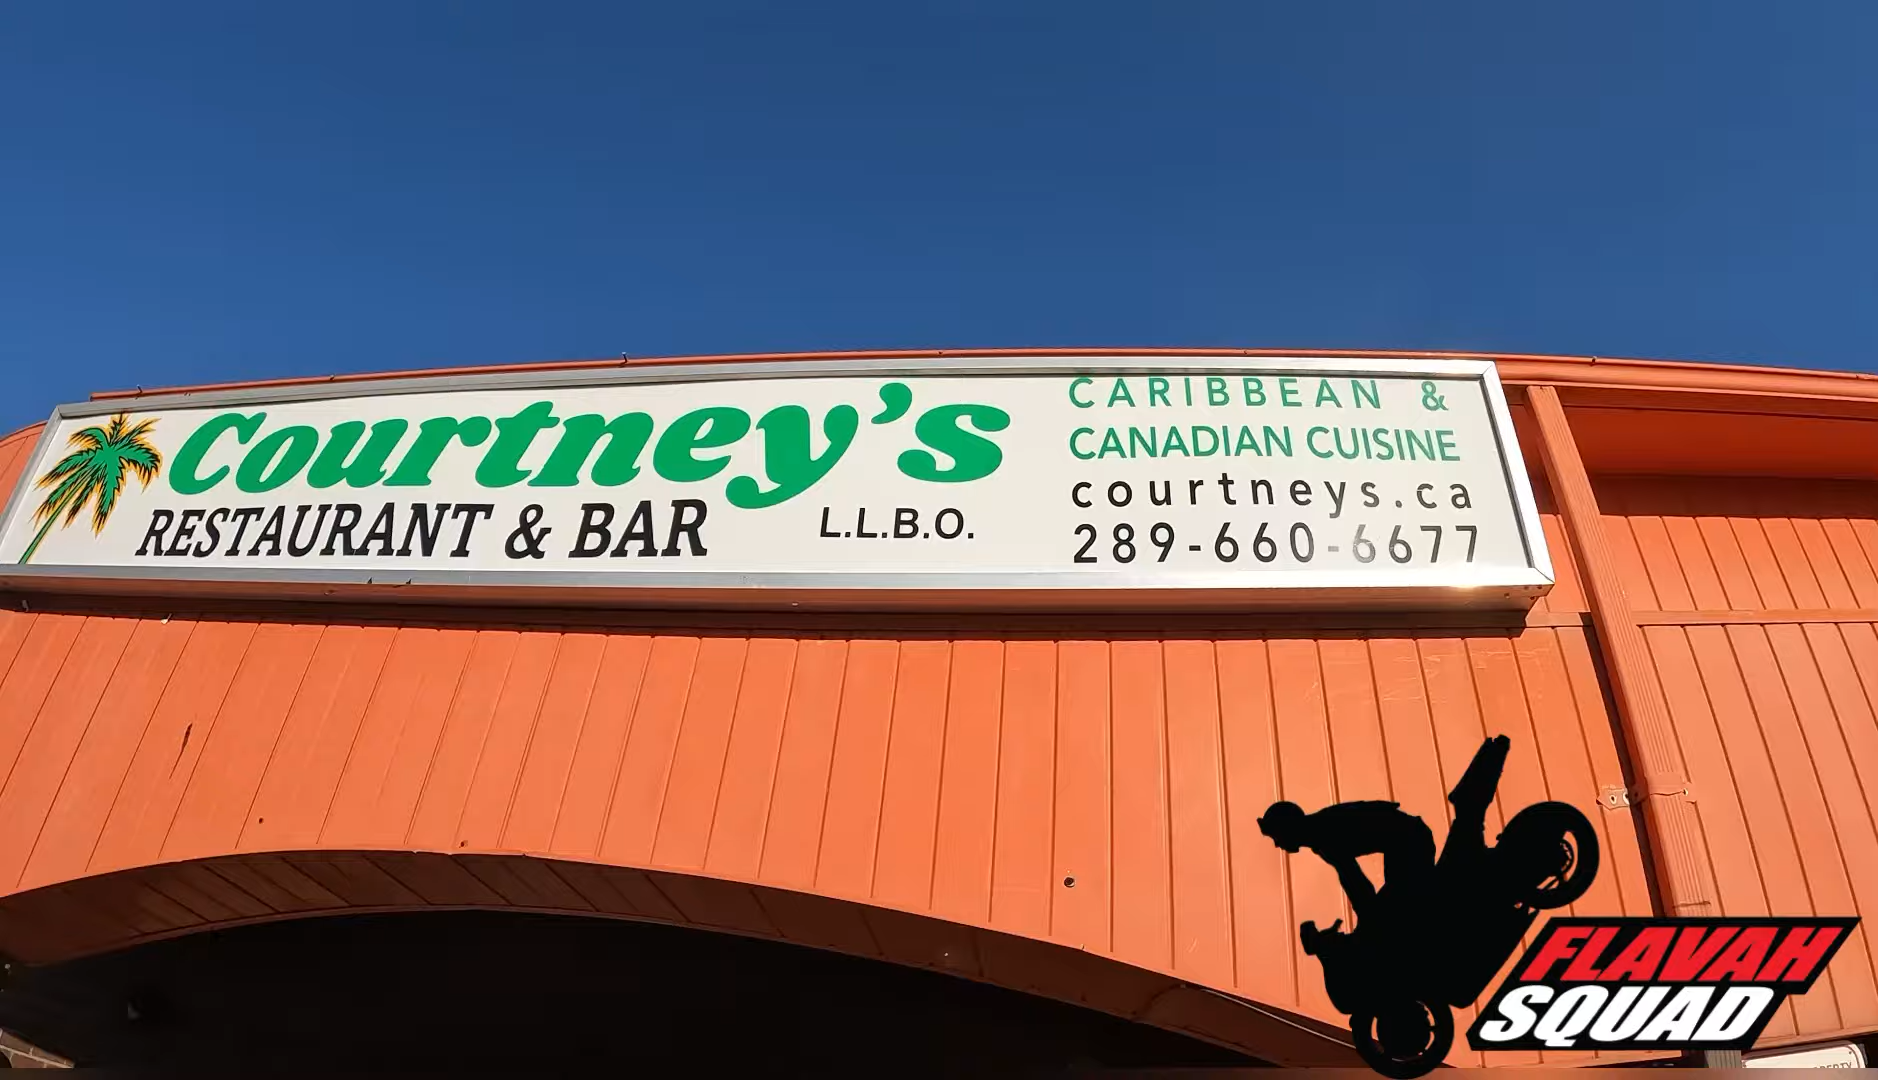 Courtney's
RESTAURANT & BAR
L.L.B.O.
CARIBBEAN &
CANADIAN CUISINE
courtneys.ca
289-660-6677
FLAVAH
SQUAD